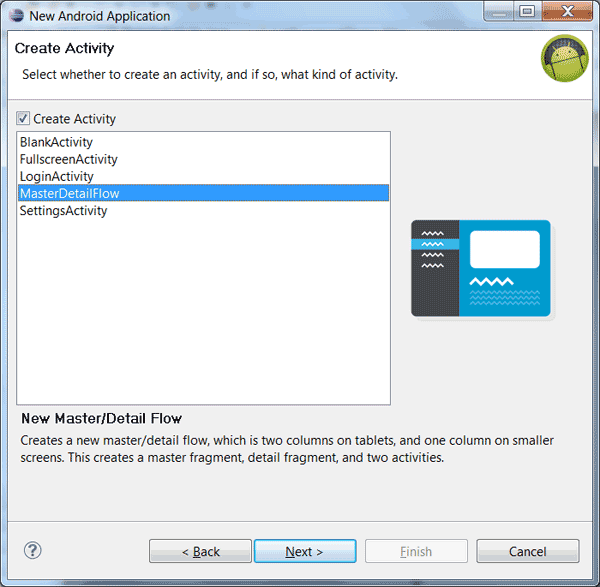 New Android Application
Create Activity
Select whether to create an activity, and if so, what kind of activity.
Create Activity
BlankActivity
FullscreenActivity
LoginActivity
MasterDetailFlow
SettingsActivity
New Master/Detail Flow
Creates a new master/detail flow, which is two columns on tablets, and one column on smaller
screens. This creates a master fragment, detail fragment, and two activities.
? < Back Next > Finish Cancel